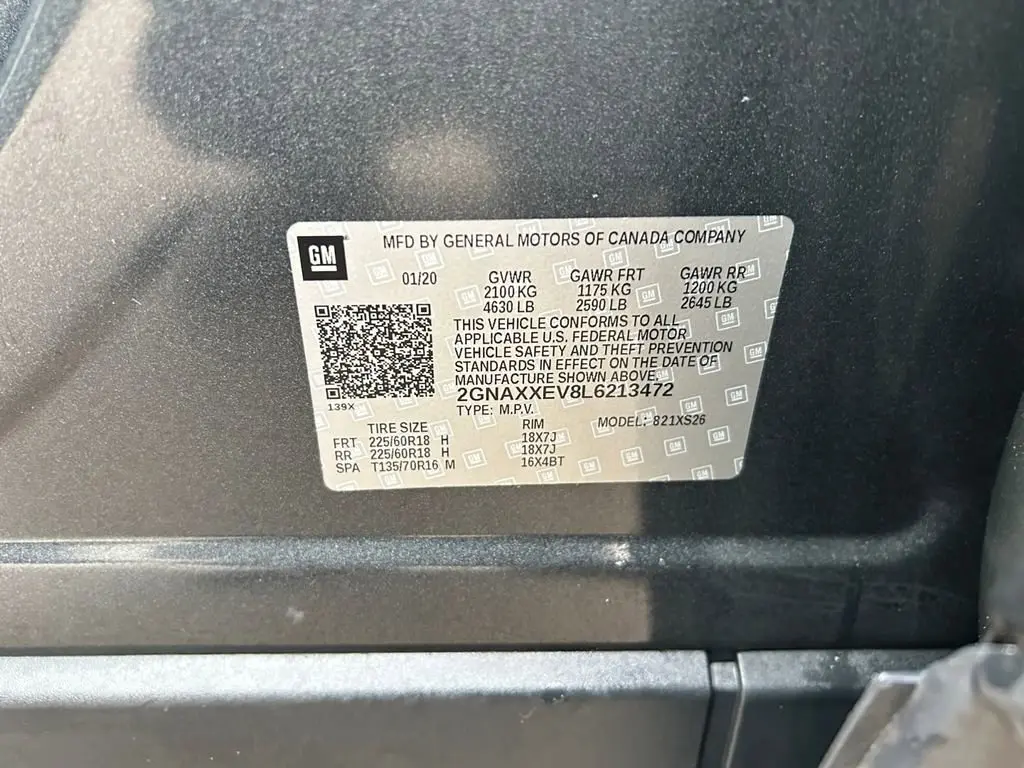 GM
MFD BY GENERAL MOTORS OF CANADA COMPANY
01/20 GVWR GAWR FRT GAWR RR
2100 KG 1175 KG 1200 KG
4630 LB 2590 LB 2645 LB
THIS VEHICLE CONFORMS TO ALL
APPLICABLE U.S. FEDERAL MOTOR
VEHICLE SAFETY AND THEFT PREVENTION
STANDARDS IN EFFECT ON THE DATE OF
MANUFACTURE SHOWN ABOVE.
2GNAXXEV8L6213472
139X
TYPE: M.P.V. MODEL: 821XS26
TIRE SIZE RIM
FRT 225/60R18 H 18X7J
RR 225/60R18 H 18X7J
SPA T135/70R16 M 16X4BT